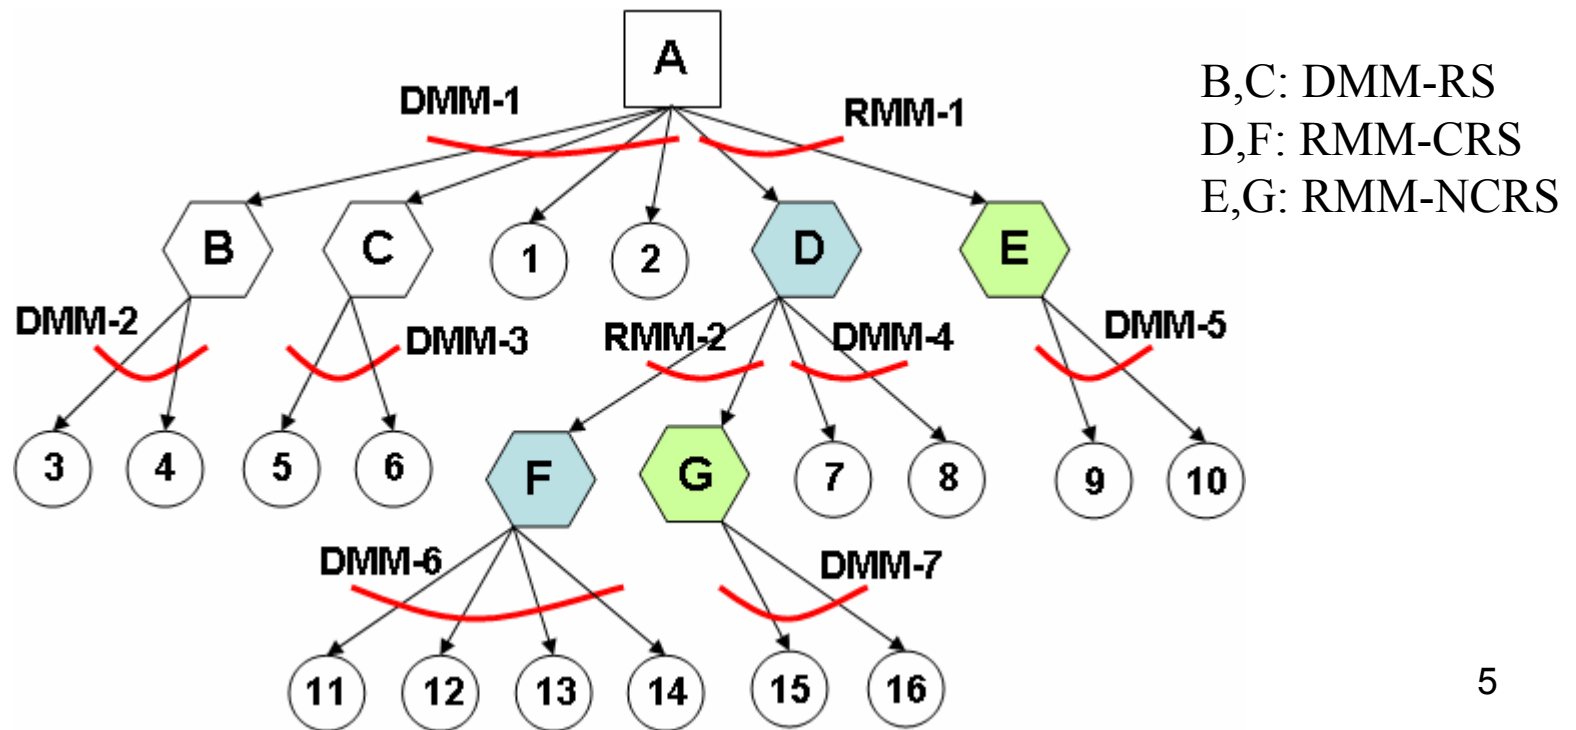 A
DMM-1
RMM-1
B,C: DMM-RS
D,F: RMM-CRS
E,G: RMM-NCRS
B
C
1
2
D
E
DMM-2
DMM-3
RMM-2
DMM-4
DMM-5
3
4
5
6
F
G
7
8
9
10
DMM-6
DMM-7
11
12
13
14
15
16
5